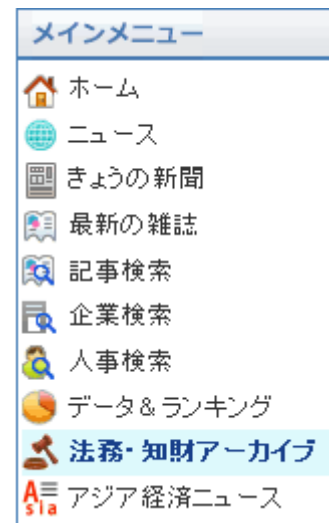 メインメニュー
ホーム
ニュース
きょうの新聞
最新の雑誌
記事検索
企業検索
人事検索
データ&ランキング
法務・知財アーカイブ
Asia アジア経済ニュース